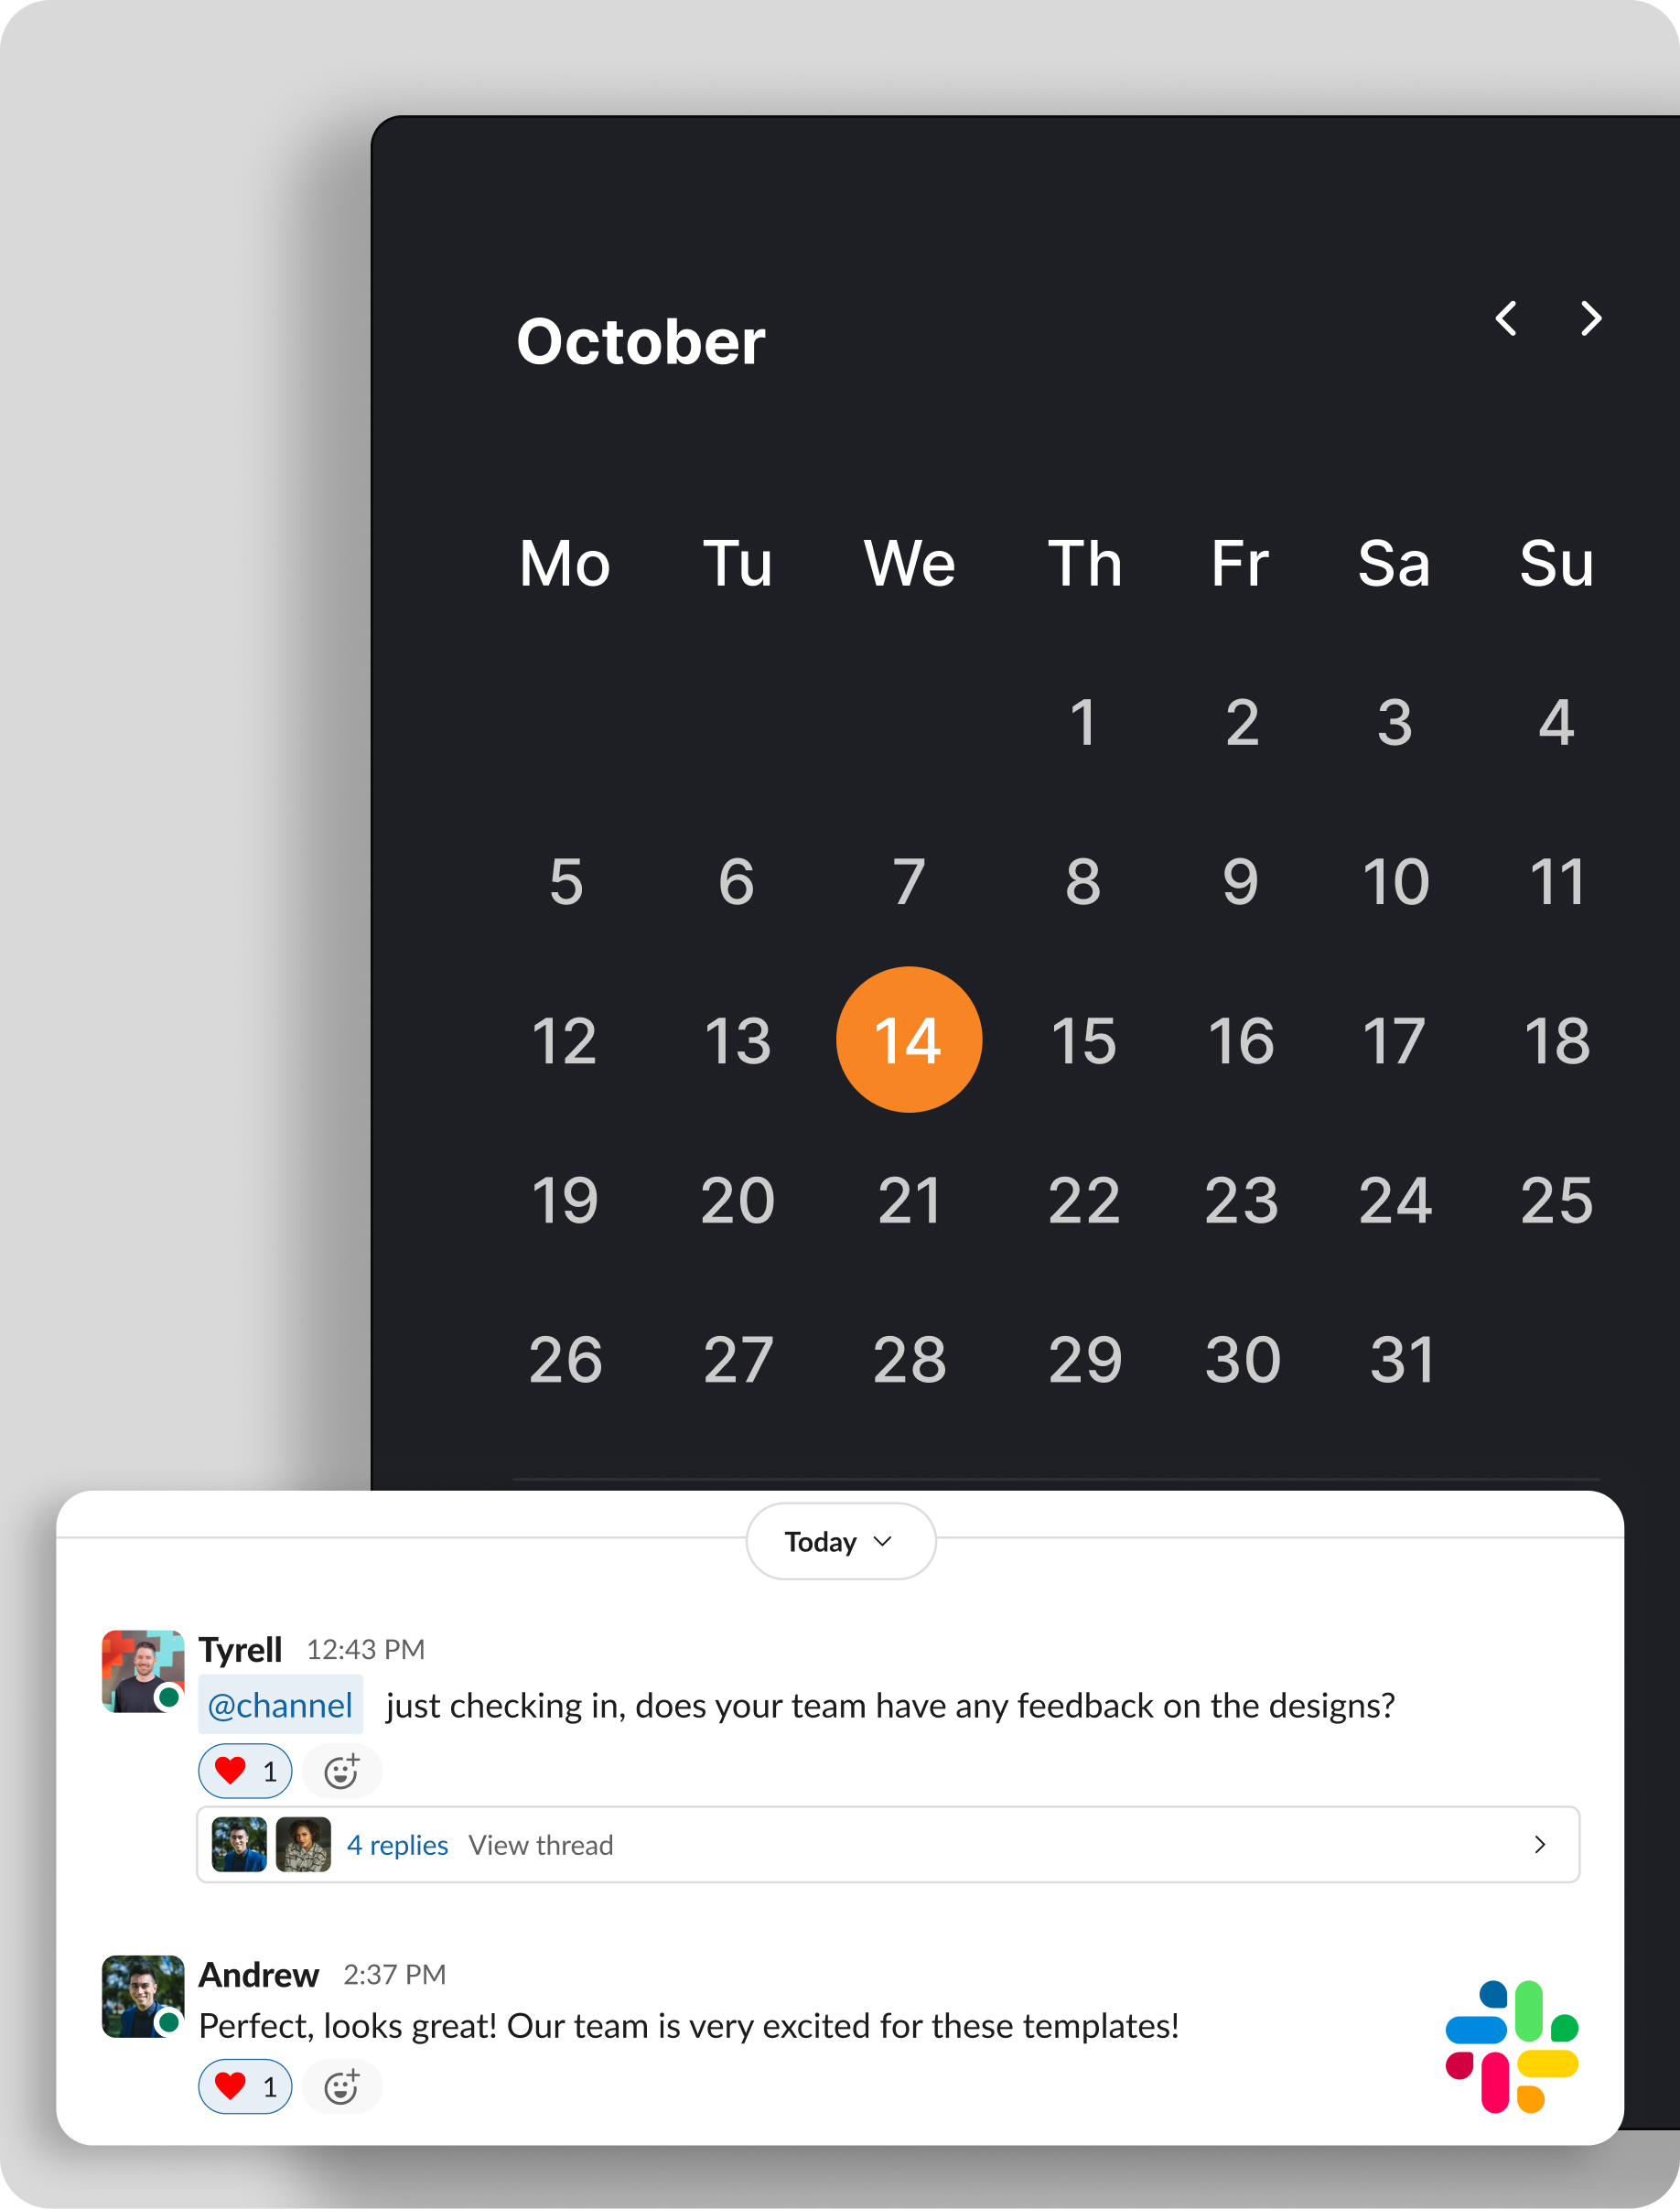 October
Mo Tu We Th Fr Sa Su
1 2 3 4
5 6 7 8 9 10 11
12 13 14 15 16 17 18
19 20 21 22 23 24 25
26 27 28 29 30 31
Today
Tyrell 12:43 PM
@channel just checking in, does your team have any feedback on the designs?
1
4 replies View thread
Andrew 2:37 PM
Perfect, looks great! Our team is very excited for these templates!
1